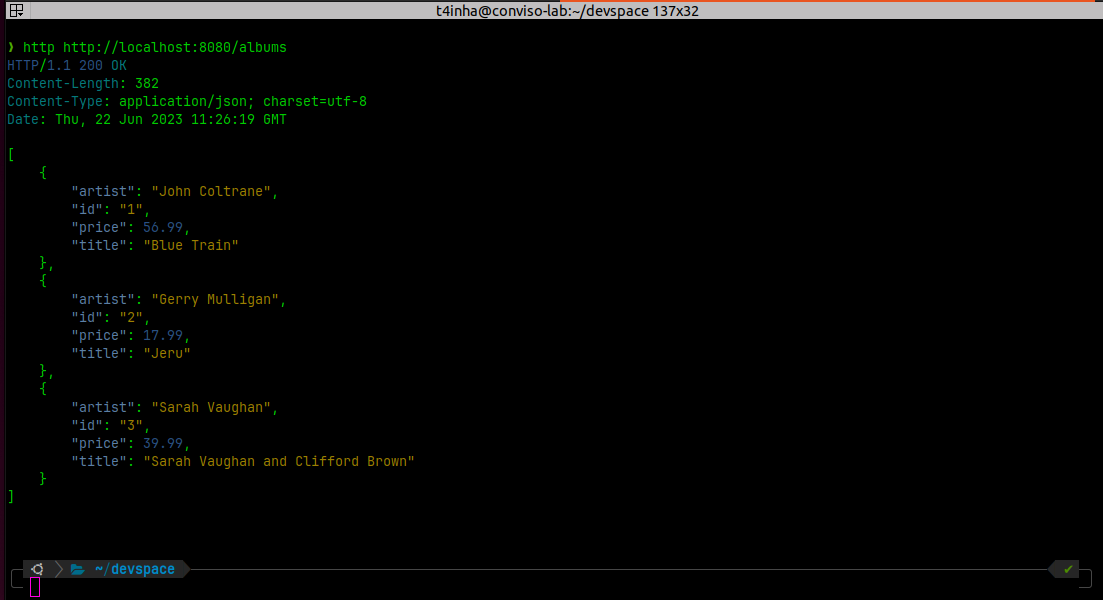 t4inha@conviso-lab:~/devspace 137x32
❯ http http://localhost:8080/albums
HTTP/1.1 200 OK
Content-Length: 382
Content-Type: application/json; charset=utf-8
Date: Thu, 22 Jun 2023 11:26:19 GMT
[
    {
        "artist": "John Coltrane",
        "id": "1",
        "price": 56.99,
        "title": "Blue Train"
    },
    {
        "artist": "Gerry Mulligan",
        "id": "2",
        "price": 17.99,
        "title": "Jeru"
    },
    {
        "artist": "Sarah Vaughan",
        "id": "3",
        "price": 39.99,
        "title": "Sarah Vaughan and Clifford Brown"
    }
]
~/devspace ✔